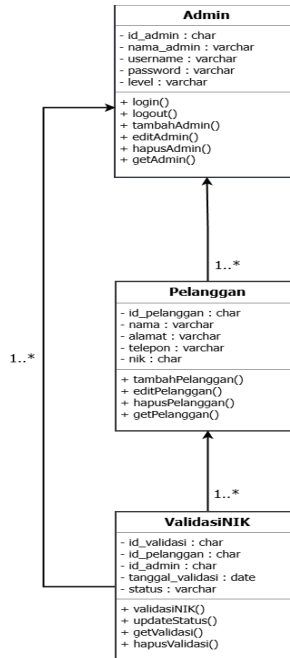 Admin
- id_admin : char
- nama_admin : varchar
- username : varchar
- password : varchar
- level : varchar
+ login()
+ logout()
+ tambahAdmin()
+ editAdmin()
+ hapusAdmin()
+ getAdmin()
1..*
Pelanggan
- id_pelanggan : char
- nama : varchar
- alamat : varchar
- telepon : varchar
- nik : char
+ tambahPelanggan()
+ editPelanggan()
+ hapusPelanggan()
+ getPelanggan()
1..*
1..*
ValidasiNIK
- id_validasi : char
- id_pelanggan : char
- id_admin : char
- tanggal_validasi : date
- status : varchar
+ validasiNIK()
+ updateStatus()
+ getValidasi()
+ hapusValidasi()